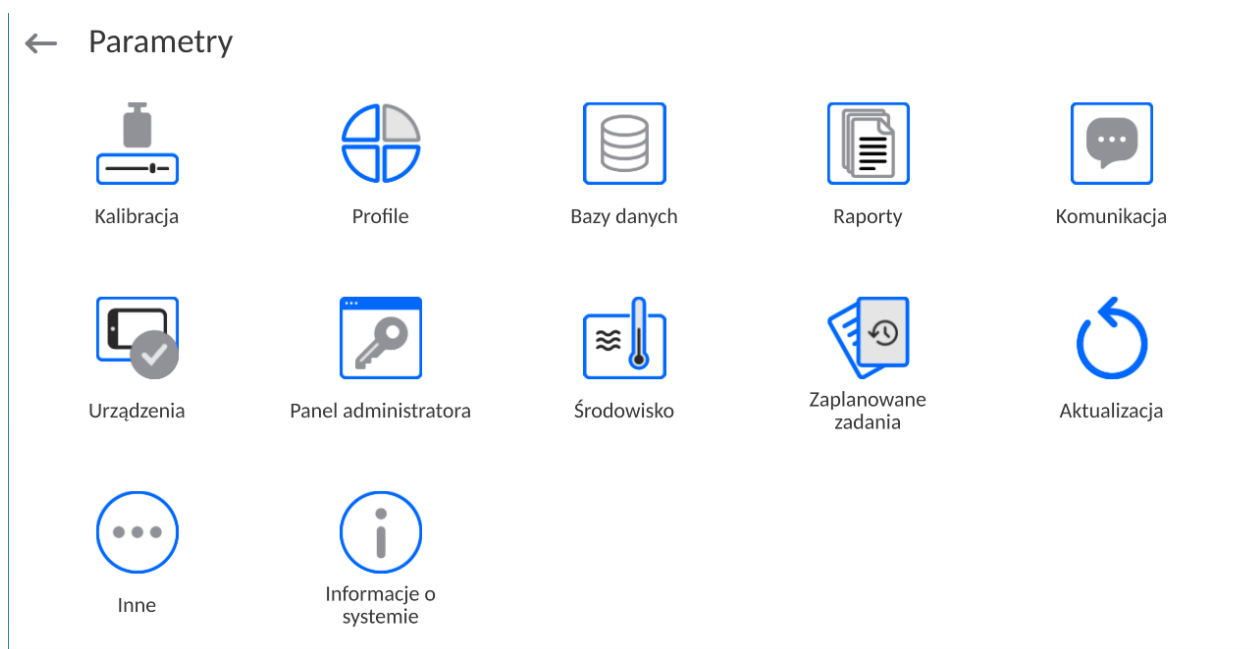 Parametry
Kalibracja
Profile
Bazy danych
Raporty
Komunikacja
Urządzenia
Panel administratora
Środowisko
Zaplanowane
zadania
Aktualizacja
Inne
Informacje o
systemie